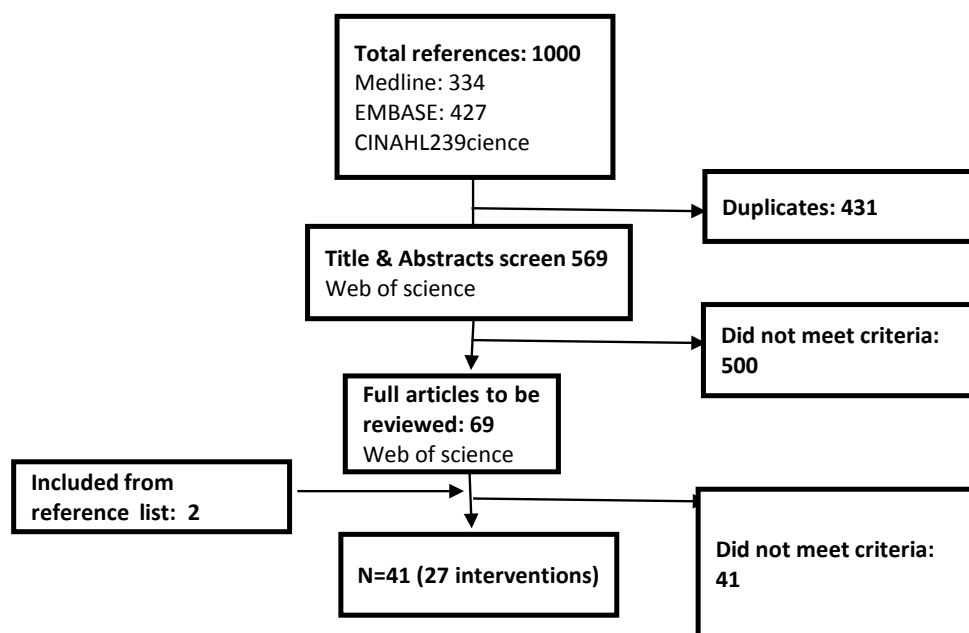 Total references: 1000
Medline: 334
EMBASE: 427
CINAHL239cience
Duplicates: 431
Title & Abstracts screen 569
Web of science
Did not meet criteria:
500
Full articles to be
reviewed: 69
Web of science
Included from
reference list: 2
N=41 (27 interventions)
Did not meet criteria:
41